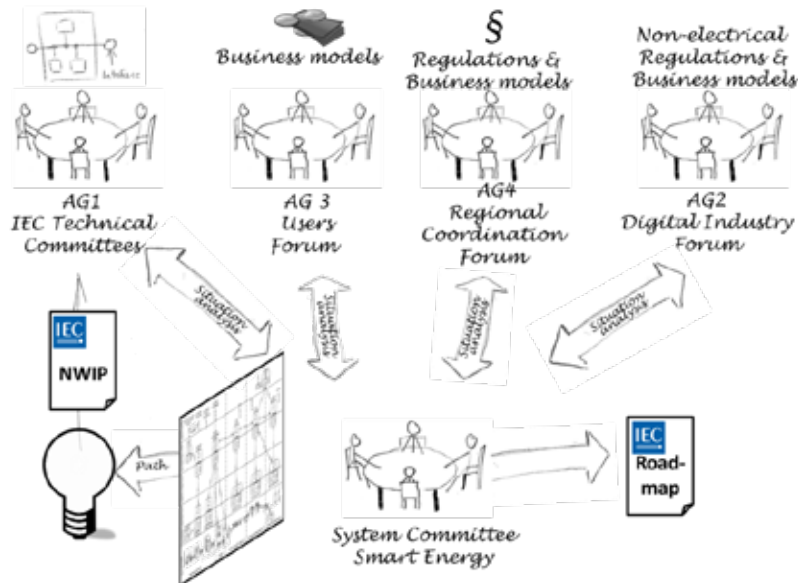 Business models
§
Regulations &
Business models
Non-electrical
Regulations
& Business models
AG1
IEC Technical
Committees
AG 3
Users
Forum
AG4
Regional
Coordination
Forum
AG2
Digital Industry
Forum
Situation
analysis
Situation
analysis
Situation
analysis
Situation
analysis
IEC
NWIP
Path
IEC
Road-
map
System Committee
Smart Energy